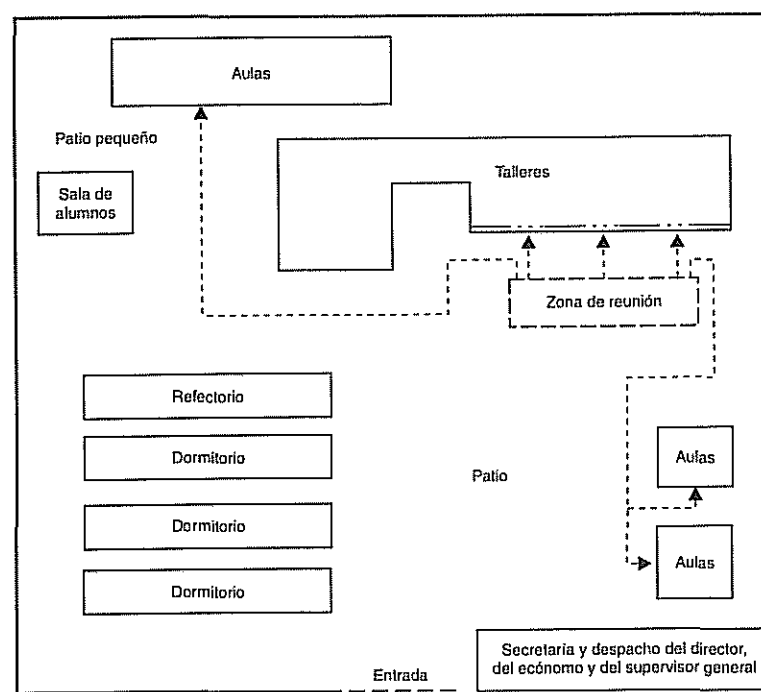 Aulas
Patio pequeño
Talleres
Sala de
alumnos
Zona de reunión
Refectorio
Dormitorio
Aulas
Patio
Dormitorio
Aulas
Dormitorio
Secretaría y despacho del director,
del ecónomo y del supervisor general
Entrada